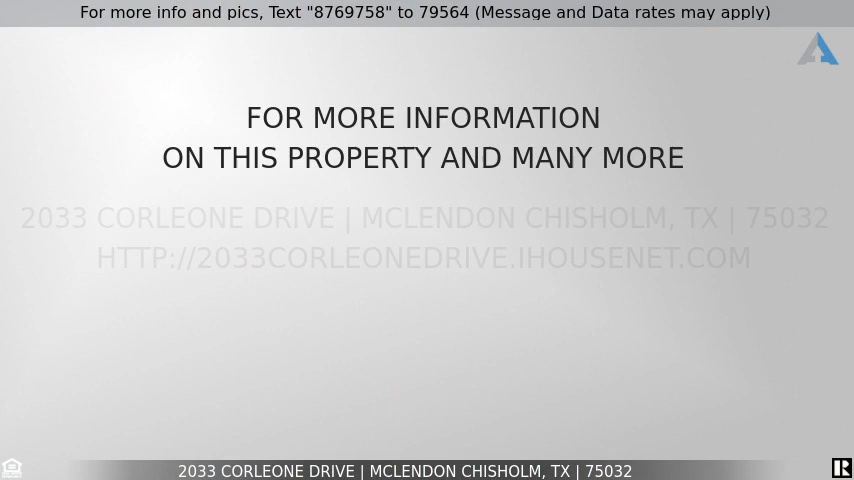 For more info and pics, Text "8769758" to 79564 (Message and Data rates may apply)
FOR MORE INFORMATION
ON THIS PROPERTY AND MANY MORE
2033 CORLEONE DRIVE | MCLENDON CHISHOLM, TX | 75032
HTTP://2033CORLEONEDRIVE.IHOUSENET.COM
2033 CORLEONE DRIVE | MCLENDON CHISHOLM, TX | 75032